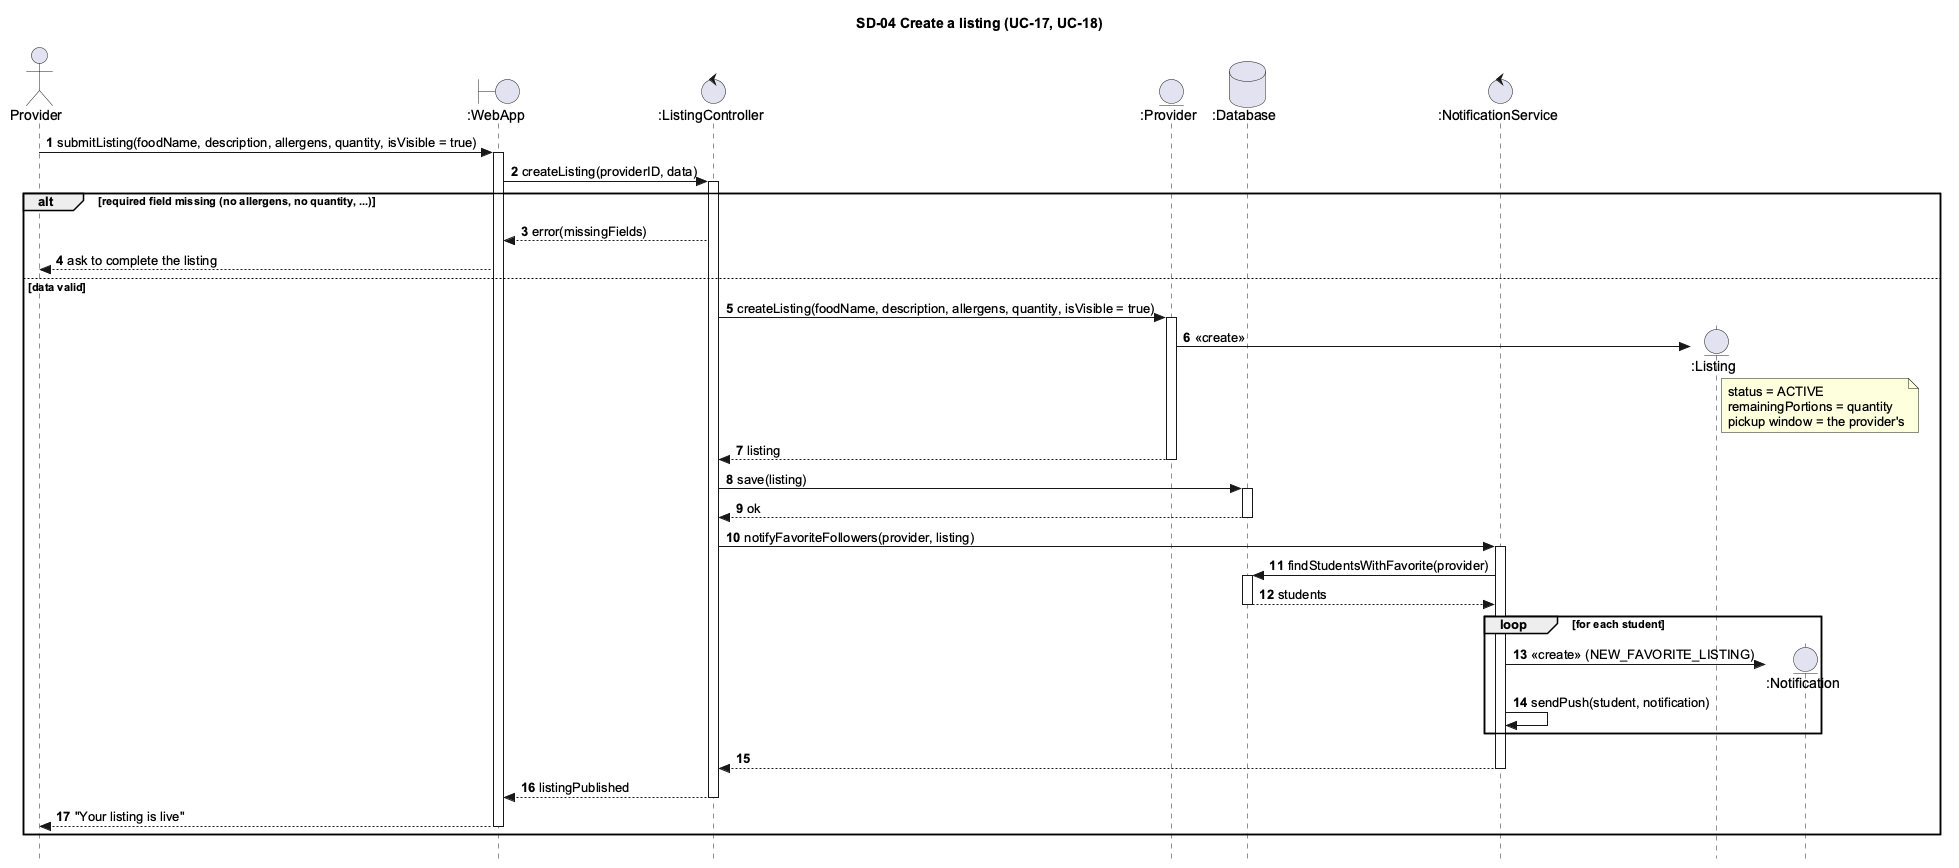 SD-04 Create a listing (UC-17, UC-18)
Provider
:WebApp
:ListingController
:Provider
:Database
:NotificationService
1 submitListing(foodName, description, allergens, quantity, isVisible = true)
2 createListing(providerID, data)
alt [required field missing (no allergens, no quantity, ...)]
3 error(missingFields)
4 ask to complete the listing
[data valid]
5 createListing(foodName, description, allergens, quantity, isVisible = true)
6 «create»
:Listing
status = ACTIVE
remainingPortions = quantity
pickup window = the provider's
7 listing
8 save(listing)
9 ok
10 notifyFavoriteFollowers(provider, listing)
11 findStudentsWithFavorite(provider)
12 students
loop [for each student]
13 «create» (NEW_FAVORITE_LISTING)
:Notification
14 sendPush(student, notification)
15
16 listingPublished
17 "Your listing is live"